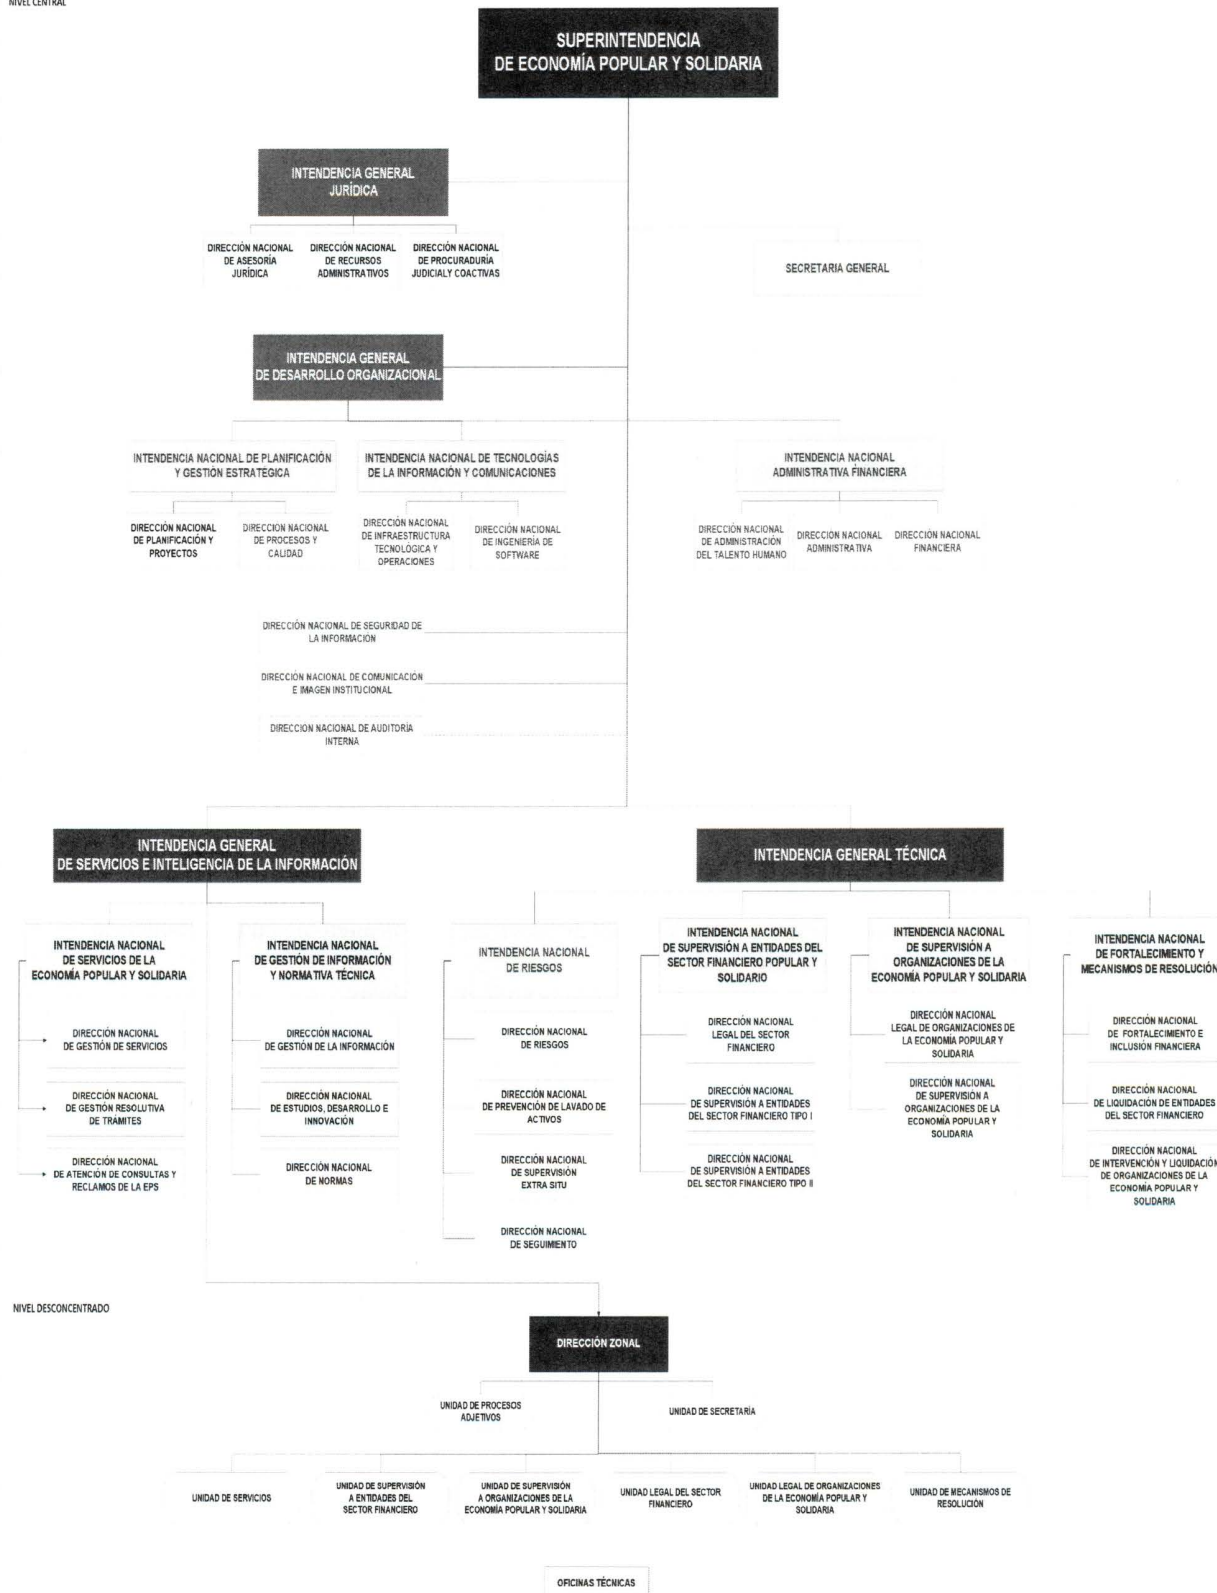 NIVEL CENTRAL
SUPERINTENDENCIA
DE ECONOMÍA POPULAR Y SOLIDARIA
INTENDENCIA GENERAL
JURÍDICA
DIRECCIÓN NACIONAL
DE ASESORÍA
JURÍDICA
DIRECCIÓN NACIONAL
DE RECURSOS
ADMINISTRATIVOS
DIRECCIÓN NACIONAL
DE PROCURADURÍA
JUDICIALY COACTIVAS
SECRETARIA GENERAL
INTENDENCIA GENERAL
DE DESARROLLO ORGANIZACIONAL
INTENDENCIA NACIONAL DE PLANIFICACIÓN
Y GESTIÓN ESTRATÉGICA
INTENDENCIA NACIONAL DE TECNOLOGÍAS
DE LA INFORMACIÓN Y COMUNICACIONES
INTENDENCIA NACIONAL
ADMINISTRATIVA FINANCIERA
DIRECCIÓN NACIONAL
DE PLANIFICACIÓN Y
PROYECTOS
DIRECCIÓN NACIONAL
DE PROCESOS Y
CALIDAD
DIRECCIÓN NACIONAL
DE INFRAESTRUCTURA
TECNOLÓGICA Y
OPERACIONES
DIRECCIÓN NACIONAL
DE INGENIERÍA DE
SOFTWARE
DIRECCIÓN NACIONAL
DE ADMINISTRACIÓN
DEL TALENTO HUMANO
DIRECCIÓN NACIONAL
ADMINISTRATIVA
DIRECCIÓN NACIONAL
FINANCIERA
DIRECCIÓN NACIONAL DE SEGURIDAD DE
LA INFORMACIÓN
DIRECCIÓN NACIONAL DE COMUNICACIÓN
E IMAGEN INSTITUCIONAL
DIRECCIÓN NACIONAL DE AUDITORÍA
INTERNA
INTENDENCIA GENERAL
DE SERVICIOS E INTELIGENCIA DE LA INFORMACIÓN
INTENDENCIA GENERAL TÉCNICA
INTENDENCIA NACIONAL
DE SERVICIOS DE LA
ECONOMÍA POPULAR Y SOLIDARIA
DIRECCIÓN NACIONAL
DE GESTIÓN DE SERVICIOS
DIRECCIÓN NACIONAL
DE GESTIÓN RESOLUTIVA
DE TRÁMITES
DIRECCIÓN NACIONAL
DE ATENCIÓN DE CONSULTAS Y
RECLAMOS DE LA EPS
INTENDENCIA NACIONAL
DE GESTIÓN DE INFORMACIÓN
Y NORMATIVA TÉCNICA
DIRECCIÓN NACIONAL
DE GESTIÓN DE LA INFORMACIÓN
DIRECCIÓN NACIONAL
DE ESTUDIOS, DESARROLLO E
INNOVACIÓN
DIRECCIÓN NACIONAL
DE NORMAS
INTENDENCIA NACIONAL
DE RIESGOS
DIRECCIÓN NACIONAL
DE RIESGOS
DIRECCIÓN NACIONAL
DE PREVENCIÓN DE LAVADO DE
ACTIVOS
DIRECCIÓN NACIONAL
DE SUPERVISIÓN
EXTRA SITU
DIRECCIÓN NACIONAL
DE SEGUIMIENTO
INTENDENCIA NACIONAL
DE SUPERVISIÓN A ENTIDADES DEL
SECTOR FINANCIERO POPULAR Y
SOLIDARIO
DIRECCIÓN NACIONAL
LEGAL DEL SECTOR
FINANCIERO
DIRECCIÓN NACIONAL
DE SUPERVISIÓN A ENTIDADES
DEL SECTOR FINANCIERO TIPO I
DIRECCIÓN NACIONAL
DE SUPERVISIÓN A ENTIDADES
DEL SECTOR FINANCIERO TIPO II
INTENDENCIA NACIONAL
DE SUPERVISIÓN A
ORGANIZACIONES DE LA
ECONOMÍA POPULAR Y SOLIDARIA
DIRECCIÓN NACIONAL
LEGAL DE ORGANIZACIONES DE
LA ECONOMÍA POPULAR Y
SOLIDARIA
DIRECCIÓN NACIONAL
DE SUPERVISIÓN A
ORGANIZACIONES DE LA
ECONOMÍA POPULAR Y
SOLIDARIA
INTENDENCIA NACIONAL
DE FORTALECIMIENTO Y
MECANISMOS DE RESOLUCIÓN
DIRECCIÓN NACIONAL
DE FORTALECIMIENTO E
INCLUSIÓN FINANCIERA
DIRECCIÓN NACIONAL
DE LIQUIDACIÓN DE ENTIDADES
DEL SECTOR FINANCIERO
DIRECCIÓN NACIONAL
DE INTERVENCIÓN Y LIQUIDACIÓN
DE ORGANIZACIONES DE LA
ECONOMÍA POPULAR Y
SOLIDARIA
NIVEL DESCONCENTRADO
DIRECCIÓN ZONAL
UNIDAD DE PROCESOS
ADJETIVOS
UNIDAD DE SECRETARÍA
UNIDAD DE SERVICIOS
UNIDAD DE SUPERVISIÓN
A ENTIDADES DEL
SECTOR FINANCIERO
UNIDAD DE SUPERVISIÓN
A ORGANIZACIONES DE LA
ECONOMÍA POPULAR Y SOLIDARIA
UNIDAD LEGAL DEL SECTOR
FINANCIERO
UNIDAD LEGAL DE ORGANIZACIONES
DE LA ECONOMÍA POPULAR Y
SOLIDARIA
UNIDAD DE MECANISMOS DE
RESOLUCIÓN
OFICINAS TÉCNICAS